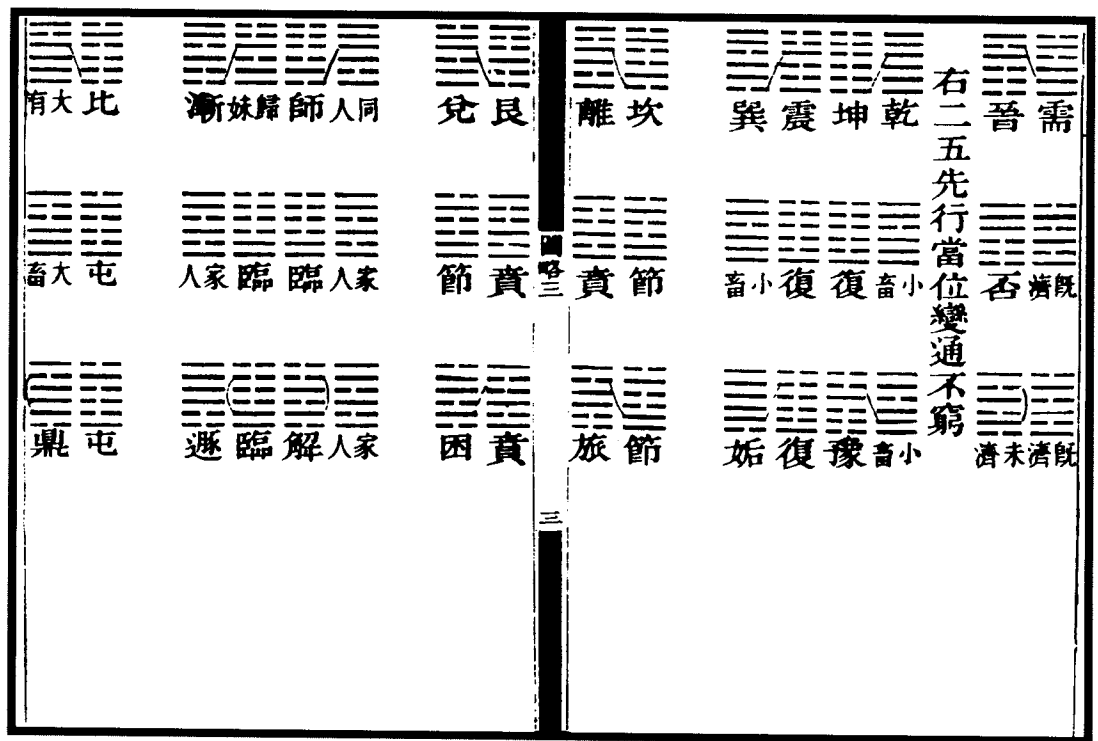 需 晉
既濟 否
既濟 未濟
右二五先行當位變通不窮
乾 坤 震 巽
小畜 復 復 小畜
小畜 豫 復 姤
坎 離
節 賁
節 旅
圖略三
三
艮 兌
賁 節
賁 困
同人 師 歸妹 漸
家人 臨 臨 家人
家人 解 臨 遯
比 大有
屯 大畜
屯 鼎